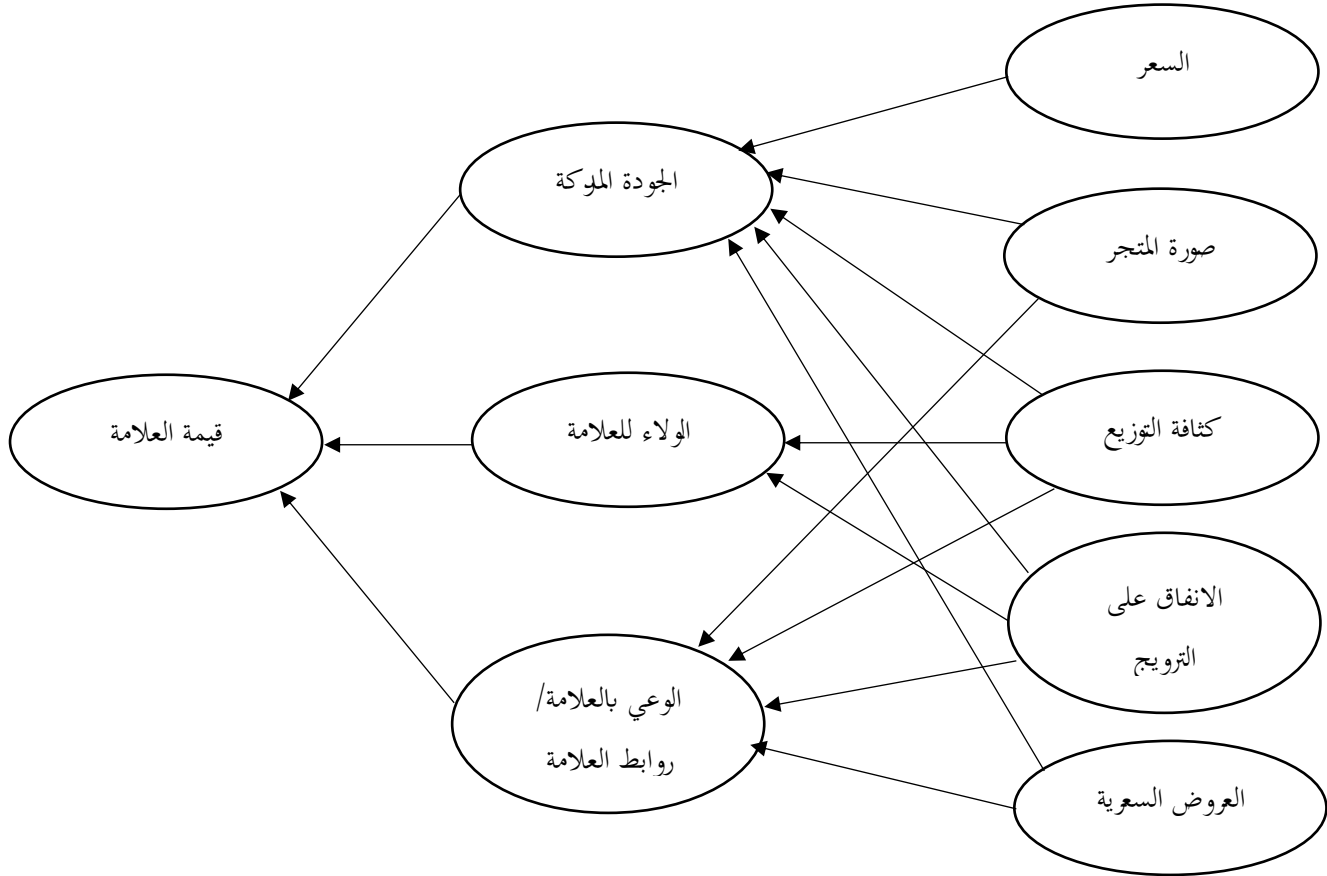 السعر
صورة المتجر
كثافة التوزيع
الانفاق على
الترويج
العروض السعرية
الجودة المدركة
الولاء للعلامة
الوعي بالعلامة/
روابط العلامة
قيمة العلامة